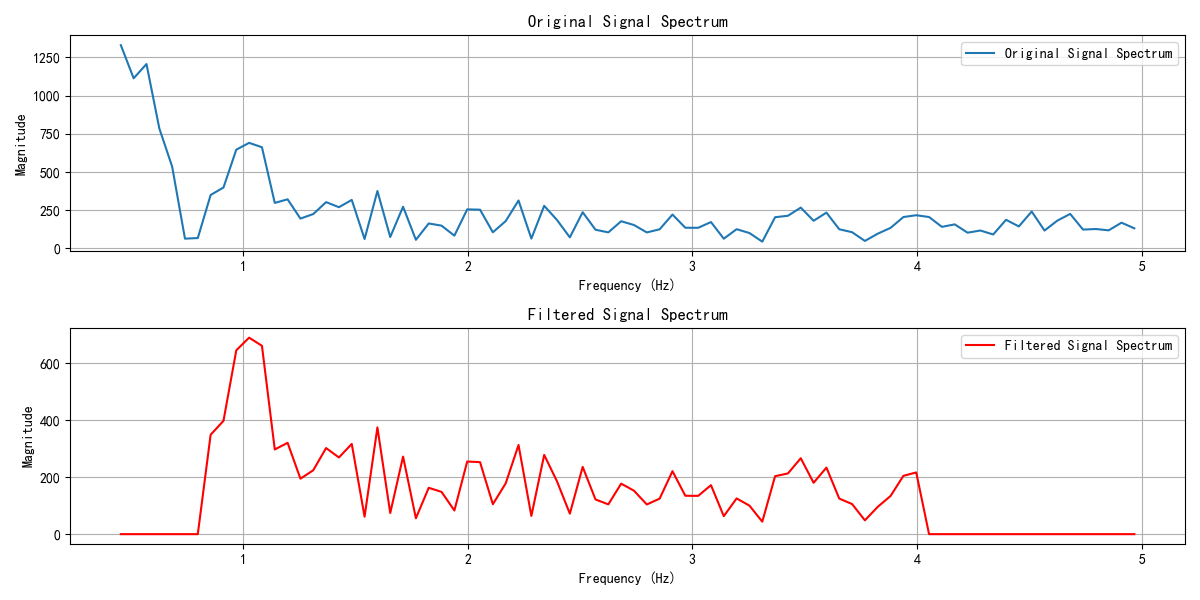 Original Signal Spectrum
Original Signal Spectrum
1250
1000
750
500
250
0
Magnitude
1 2 3 4 5
Frequency (Hz)
Filtered Signal Spectrum
Filtered Signal Spectrum
600
400
200
0
Magnitude
1 2 3 4 5
Frequency (Hz)